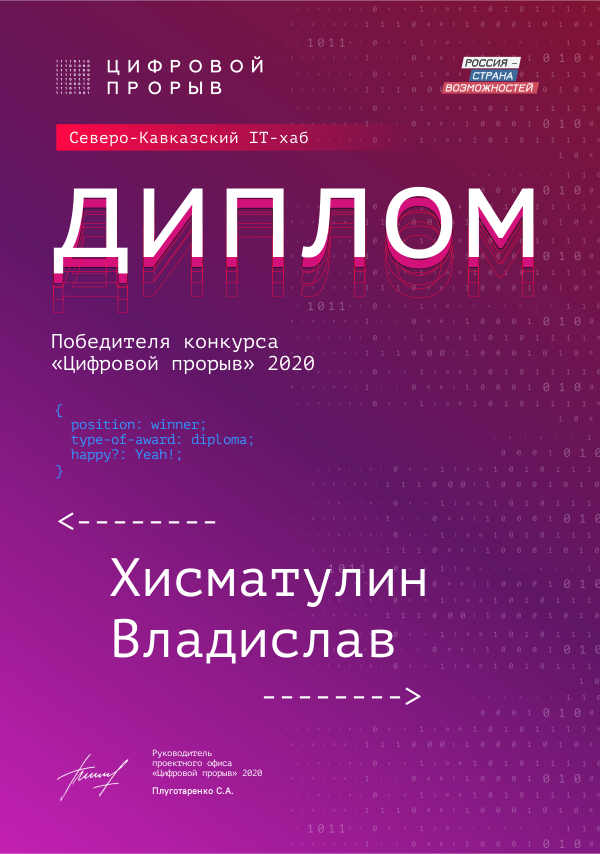 ЦИФРОВОЙ
ПРОРЫВ
РОССИЯ –
СТРАНА
ВОЗМОЖНОСТЕЙ
Северо-Кавказский IT-хаб
ДИПЛОМ
Победителя конкурса
«Цифровой прорыв» 2020
{
position: winner;
type-of-award: diploma;
happy?: Yeah!;
}
<--------
Хисматулин
Владислав
-------->
Руководитель
проектного офиса
«Цифровой прорыв» 2020
Плуготаренко С.А.